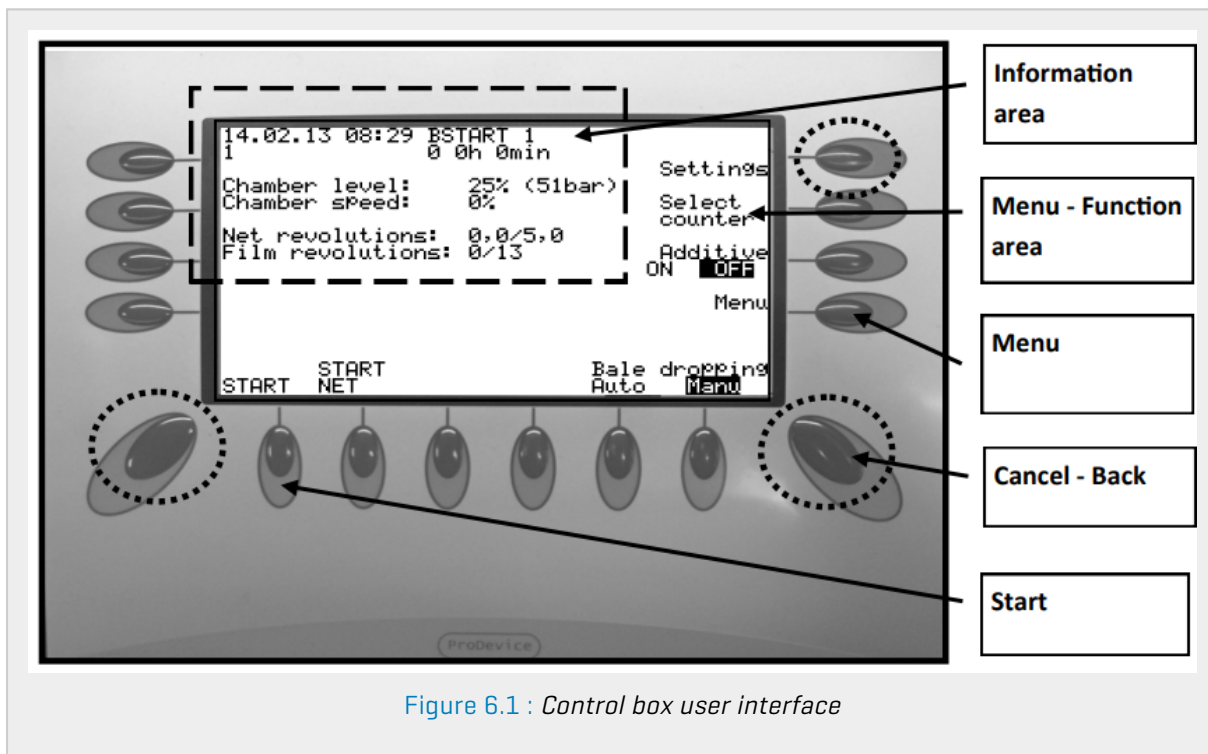 14.02.13 08:29 BSTART 1
1 0 0h 0min
Chamber level: 25% (51bar)
Chamber speed: 0%
Net revolutions: 0,0/5,0
Film revolutions: 0/13
Settings
Select
counter
Additive
ON OFF
Menu
START
START NET
Bale dropping
Auto Manu
ProDevice
Information
area
Menu - Function
area
Menu
Cancel - Back
Start
Figure 6.1 : Control box user interface